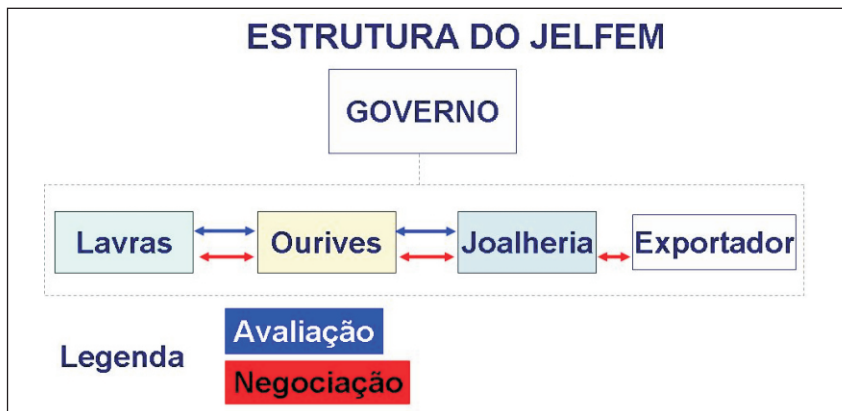 ESTRUTURA DO JELFEM
GOVERNO
Lavras
Ourives
Joalheria
Exportador
Legenda
Avaliação
Negociação